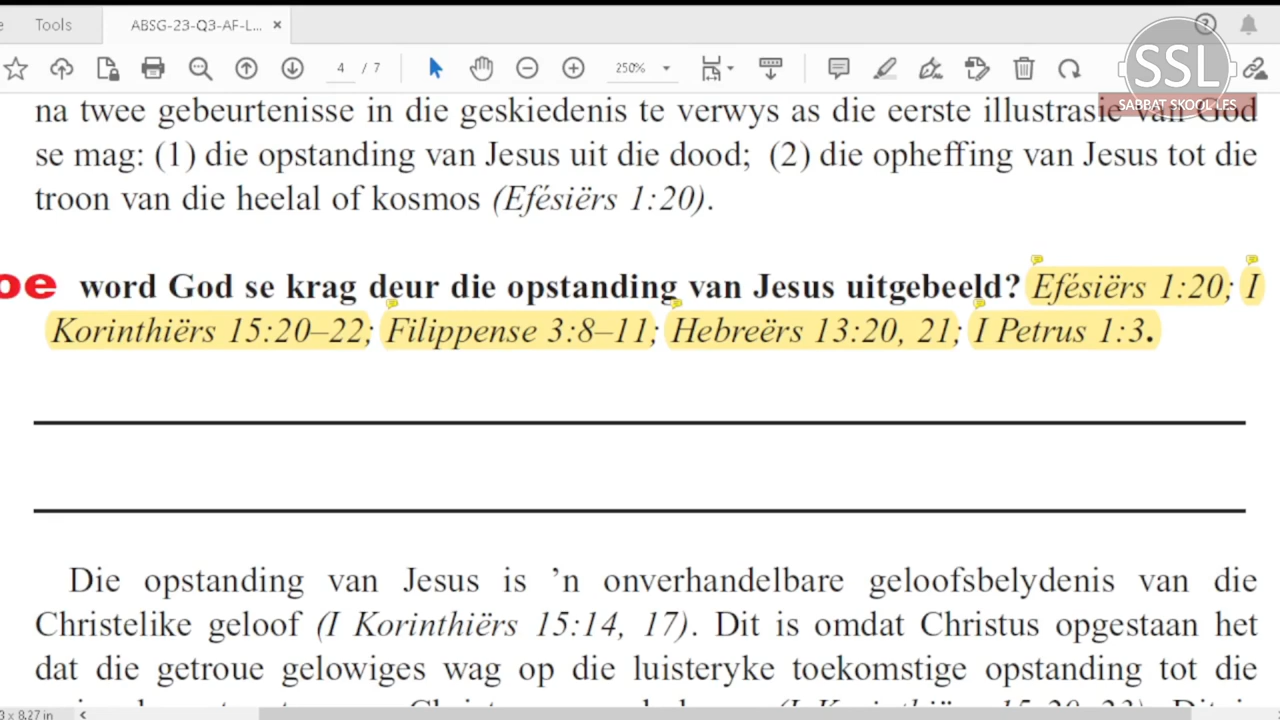 Tools
ABSG-23-Q3-AF-L... ×
4 / 7
250%
SSL
SABBAT SKOOL LES
na twee gebeurtenisse in die geskiedenis te verwys as die eerste illustrasie van God
se mag: (1) die opstanding van Jesus uit die dood; (2) die opheffing van Jesus tot die
troon van die heelal of kosmos (Efésiërs 1:20).
oe word God se krag deur die opstanding van Jesus uitgebeeld? Efésiërs 1:20; I
Korinthiërs 15:20–22; Filippense 3:8–11; Hebreërs 13:20, 21; I Petrus 1:3.
Die opstanding van Jesus is ’n onverhandelbare geloofsbelydenis van die
Christelike geloof (I Korinthiërs 15:14, 17). Dit is omdat Christus opgestaan het
dat die getroue gelowiges wag op die luisteryke toekomstige opstanding tot die
8,27 in